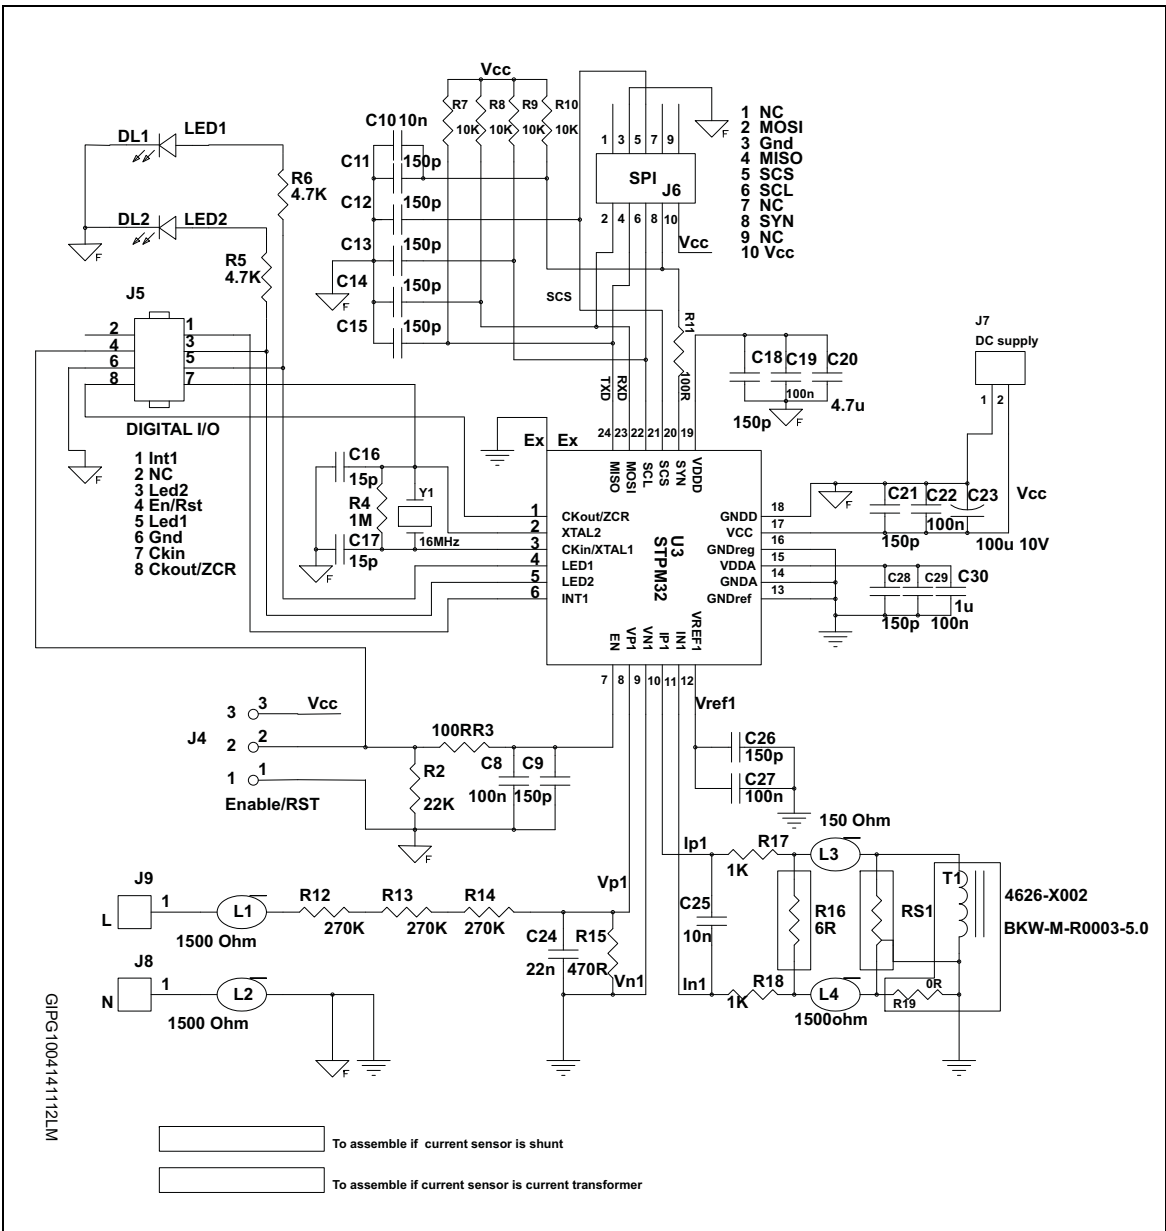 Vcc
R7
R8
R9
R10
10K
10K
10K
10K
C10
10n
C11
150p
C12
150p
C13
150p
C14
150p
C15
150p
F
F
1
3
5
7
9
SPI
J6
2
4
6
8
10
Vcc
1 NC
2 MOSI
3 Gnd
4 MISO
5 SCS
6 SCL
7 NC
8 SYN
9 NC
10 Vcc
DL1
LED1
R6
4.7K
DL2
LED2
F
R5
4.7K
SCS
R11
100R
J5
2
4
6
8
1
3
5
7
DIGITAL I/O
1 Int1
2 NC
3 Led2
4 En/Rst
5 Led1
6 Gnd
7 Ckin
8 Ckout/ZCR
F
TXD
RXD
C18
C19
C20
100n
4.7u
150p
F
J7
DC supply
1
2
Ex
Ex
24
23
22
21
20
19
MISO
MOSI
SCL
SCS
SYN
VDDD
C16
15p
R4
1M
Y1
16MHz
C17
15p
F
1
2
3
4
5
6
CKout/ZCR
XTAL2
CKin/XTAL1
LED1
LED2
INT1
U3
STPM32
GNDD
VCC
GNDreg
VDDA
GNDA
GNDref
18
17
16
15
14
13
F
C21
C22
C23
Vcc
100n
150p
100u 10V
C28
C29
C30
1u
150p
100n
EN
VP1
VN1
IP1
IN1
VREF1
7
8
9
10
11
12
Vref1
3
3
Vcc
J4
2
2
1
1
Enable/RST
100RR3
R2
22K
C8
C9
100n
150p
F
C26
150p
C27
100n
150 Ohm
J9
1
L
L1
1500 Ohm
R12
270K
R13
270K
R14
270K
Vp1
C24
22n
R15
470R
Vn1
J8
1
N
L2
1500 Ohm
F
Ip1
R17
1K
L3
C25
10n
R16
6R
RS1
T1
4626-X002
BKW-M-R0003-5.0
In1
R18
1K
L4
1500ohm
0R
R19
GIPG1004141112LM
To assemble if current sensor is shunt
To assemble if current sensor is current transformer